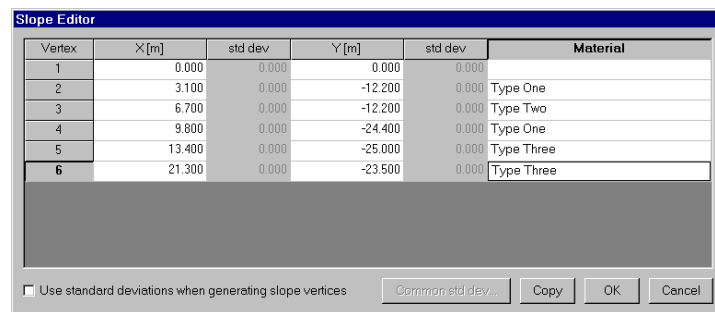 Slope Editor
Vertex X [m] std dev Y [m] std dev Material
1 0.000 0.000 0.000 0.000
2 3.100 0.000 -12.200 0.000 Type One
3 6.700 0.000 -12.200 0.000 Type Two
4 9.800 0.000 -24.400 0.000 Type One
5 13.400 0.000 -25.000 0.000 Type Three
6 21.300 0.000 -23.500 0.000 Type Three
Use standard deviations when generating slope vertices Common std dev... Copy OK Cancel